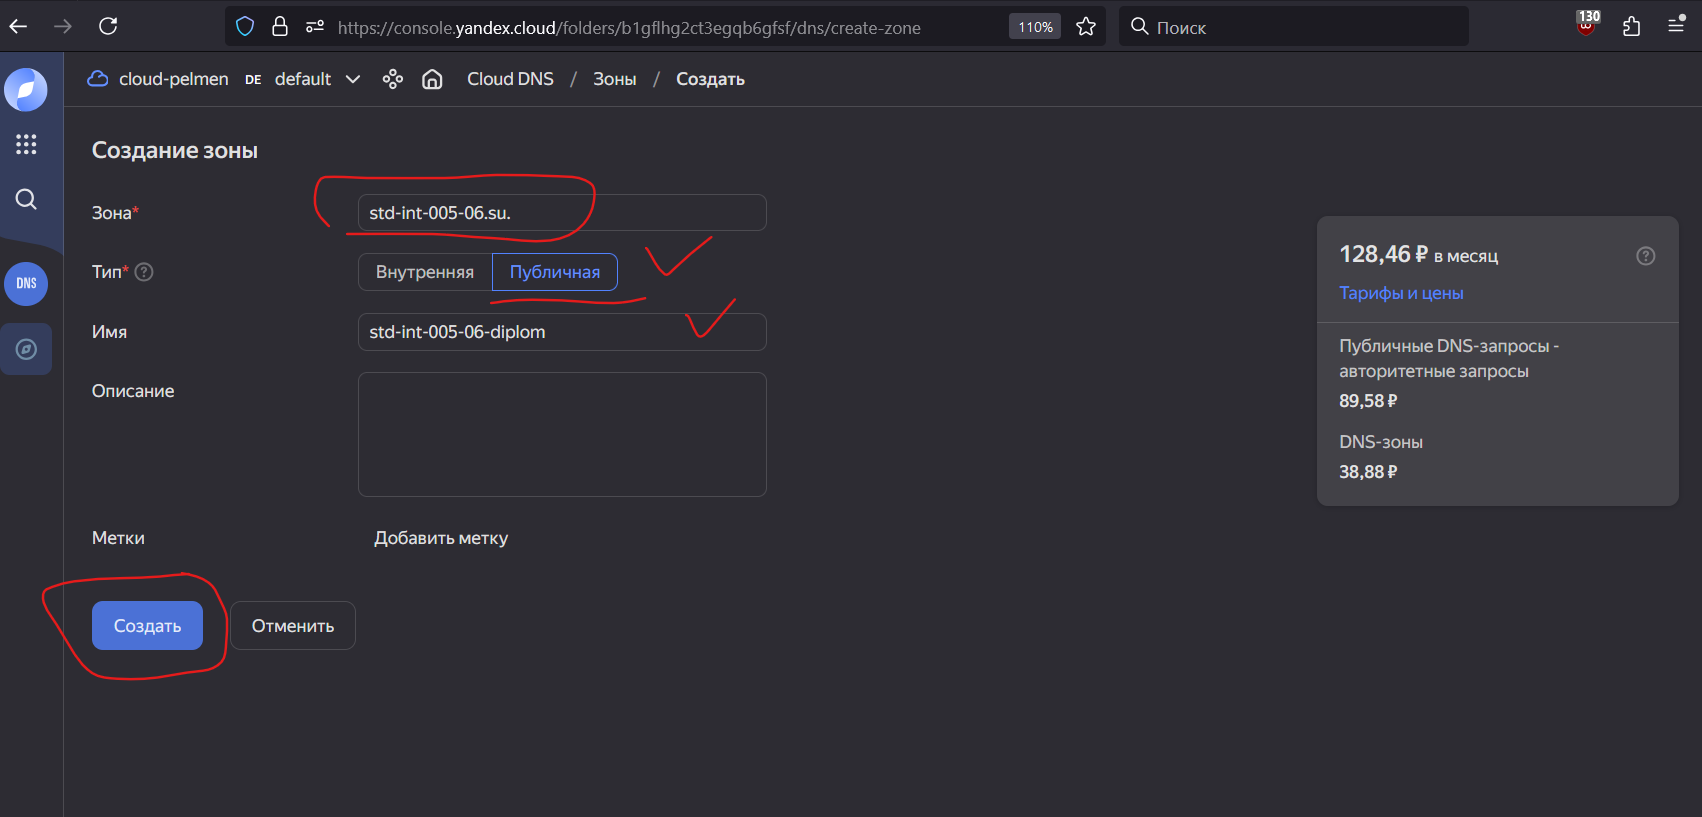 https://console.yandex.cloud/folders/b1gflhg2ct3egqb6gfsf/dns/create-zone
110%
Поиск
130
cloud-pelmen DE default
Cloud DNS / Зоны / Создать
Создание зоны
Зона*
std-int-005-06.su.
Тип* ?
Внутренняя
Публичная
Имя
std-int-005-06-diplom
Описание
Метки
Добавить метку
Создать
Отменить
DNS
128,46 ₽ в месяц
?
Тарифы и цены
Публичные DNS-запросы -
авторитетные запросы
89,58 ₽
DNS-зоны
38,88 ₽